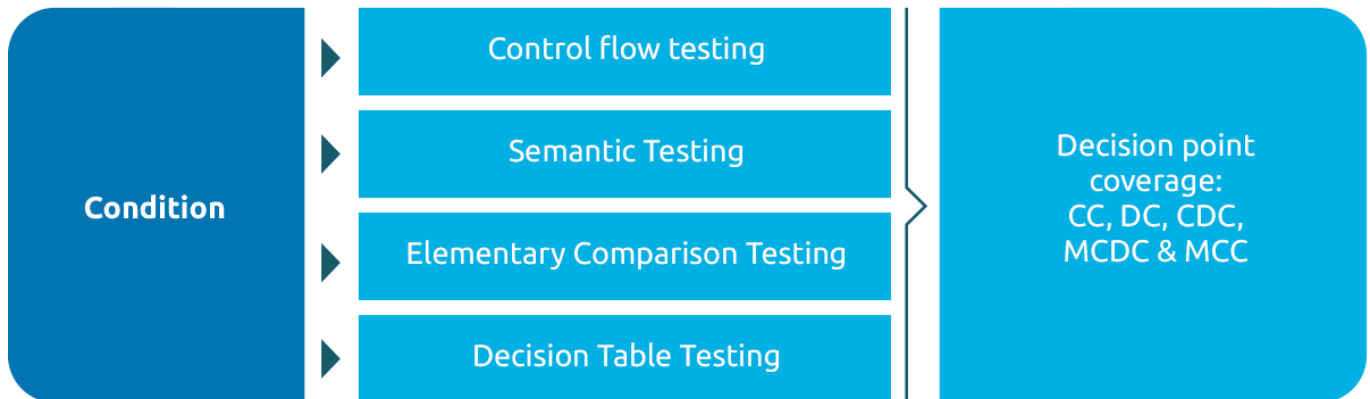 Condition
Control flow testing
Semantic Testing
Elementary Comparison Testing
Decision Table Testing
Decision point
coverage:
CC, DC, CDC,
MCDC & MCC